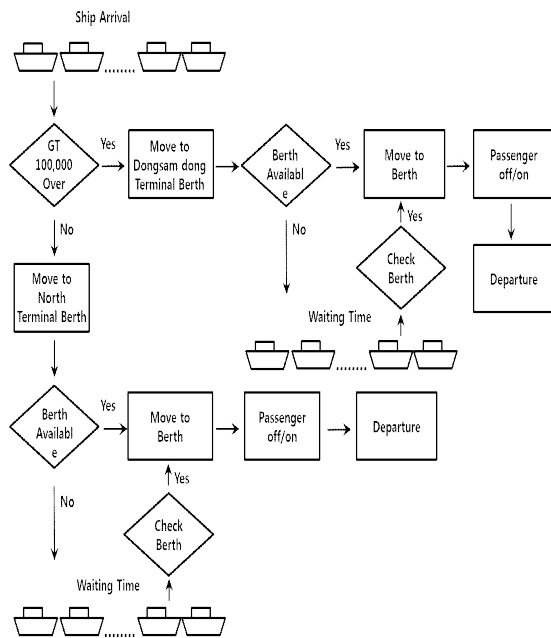 Ship Arrival
........
GT
100,000
Over
Yes
Move to
Dongsam dong
Terminal Berth
Berth
Availabl
e
Yes
Move to
Berth
Passenger
off/on
No
No
Yes
Move to
North
Terminal Berth
Check
Berth
Departure
Waiting Time
........
Berth
Availabl
e
Yes
Move to
Berth
Passenger
off/on
Departure
No
Yes
Check
Berth
Waiting Time
........